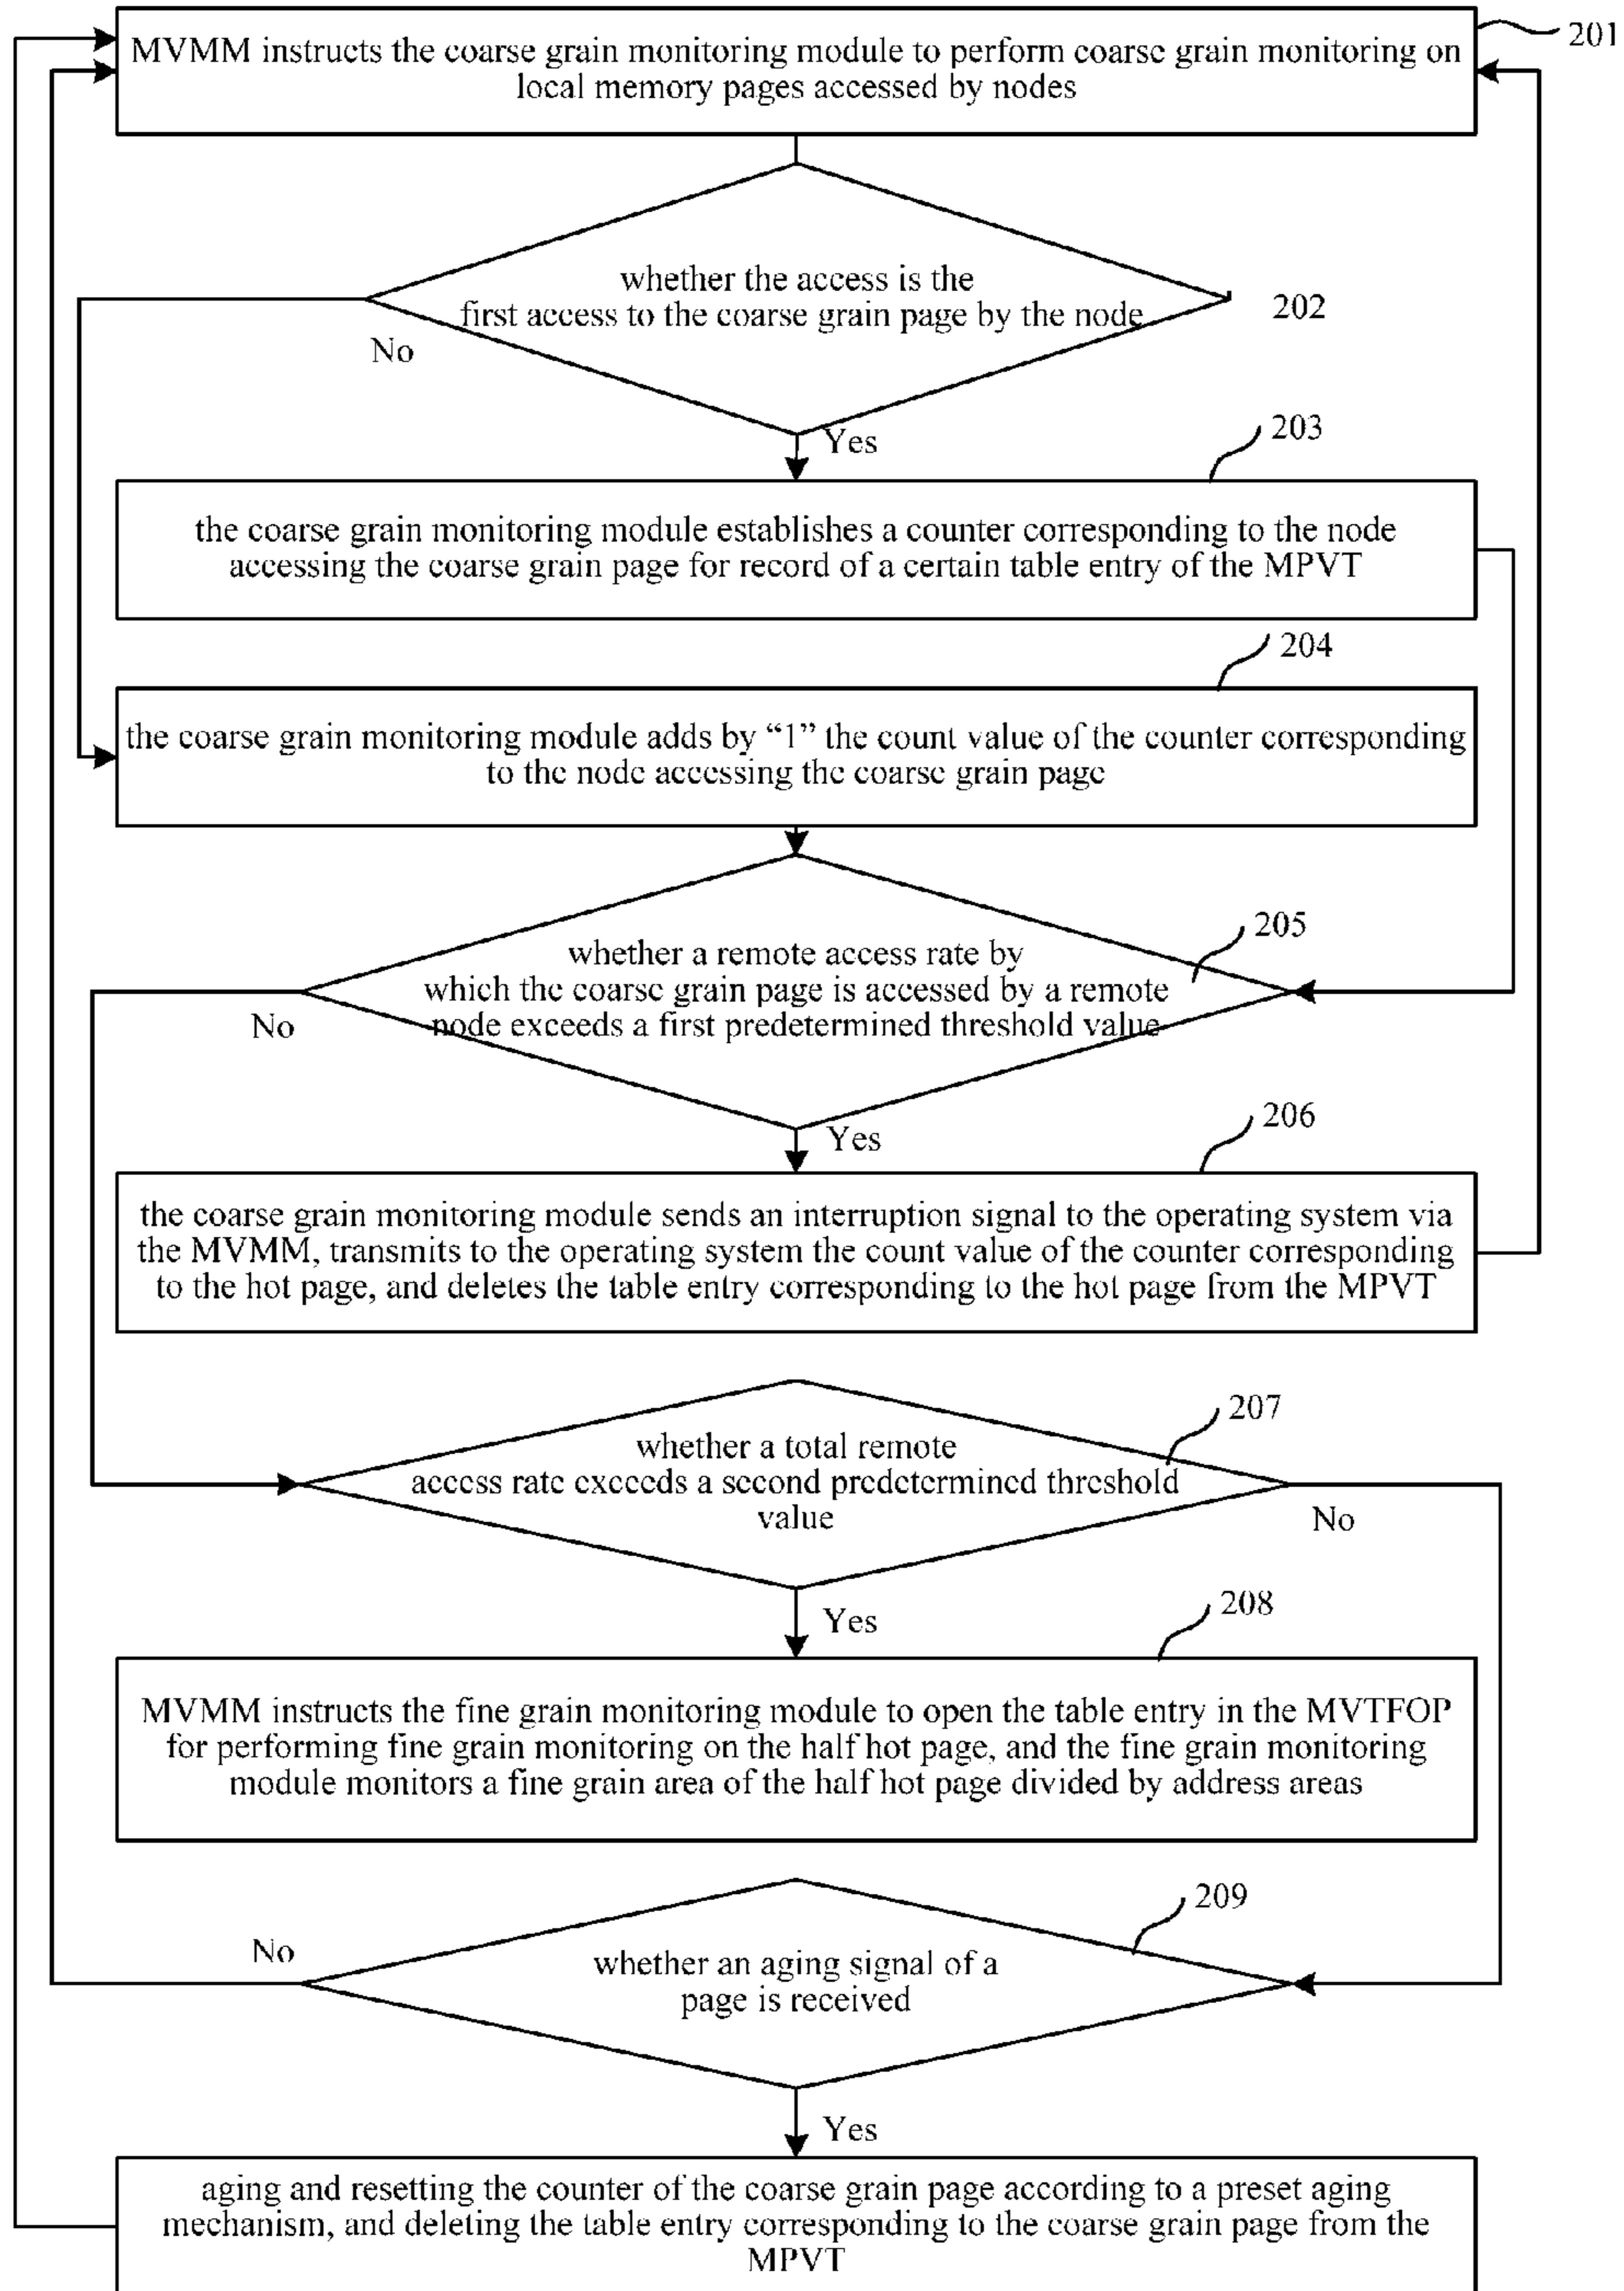 MVMM instructs the coarse grain monitoring module to perform coarse grain monitoring on
local memory pages accessed by nodes
201
whether the access is the
first access to the coarse grain page by the node
202
No
Yes
203
the coarse grain monitoring module establishes a counter corresponding to the node
accessing the coarse grain page for record of a certain table entry of the MPVT
204
the coarse grain monitoring module adds by “1” the count value of the counter corresponding
to the node accessing the coarse grain page
205
whether a remote access rate by
which the coarse grain page is accessed by a remote
node exceeds a first predetermined threshold value
No
Yes
206
the coarse grain monitoring module sends an interruption signal to the operating system via
the MVMM, transmits to the operating system the count value of the counter corresponding
to the hot page, and deletes the table entry corresponding to the hot page from the MPVT
207
whether a total remote
access rate exceeds a second predetermined threshold
value
No
Yes
208
MVMM instructs the fine grain monitoring module to open the table entry in the MVTFOP
for performing fine grain monitoring on the half hot page, and the fine grain monitoring
module monitors a fine grain area of the half hot page divided by address areas
209
No
whether an aging signal of a
page is received
Yes
aging and resetting the counter of the coarse grain page according to a preset aging
mechanism, and deleting the table entry corresponding to the coarse grain page from the
MPVT